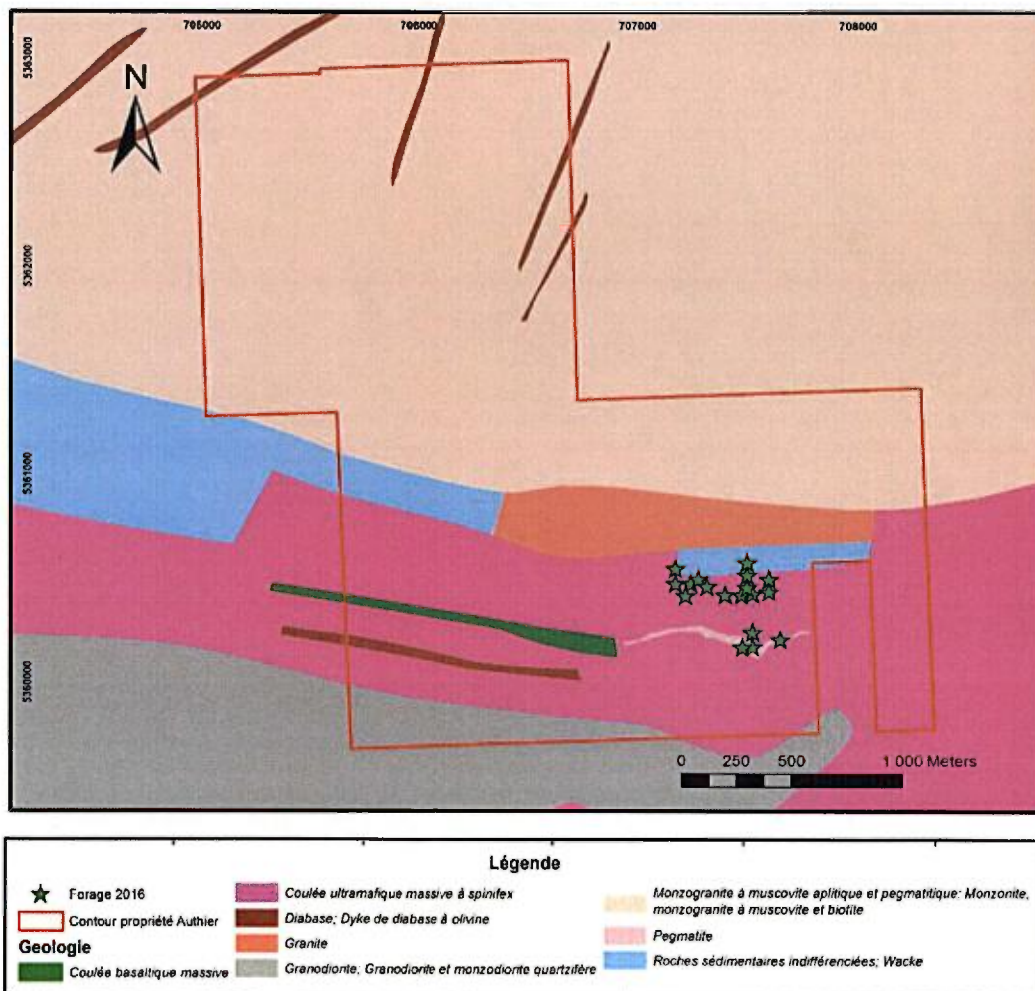 705000 706000 707000 708000
5363000
N
5362000
5361000
5360000
0 250 500 1 000 Meters
Légende
Forage 2016
Contour propriété Authier
Geologie
Coulée basaltique massive
Coulée ultramafique massive à spinifex
Diabase; Dyke de diabase à olivine
Granite
Granodiorite; Granodiorite et monzodiorite quartzifère
Monzogranite à muscovite aplitique et pegmatitique: Monzonite,
monzogranite à muscovite et biotite
Pegmatite
Roches sédimentaires indifférenciées; Wacke